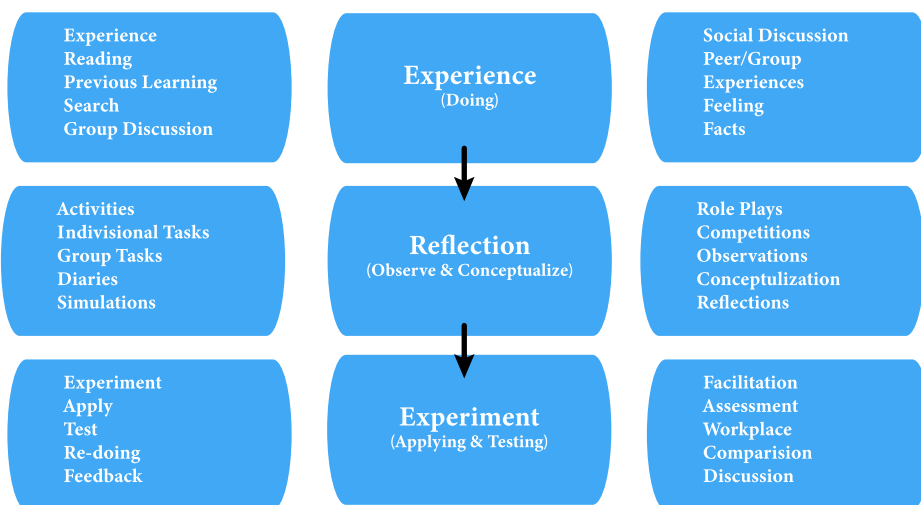 Experience
Reading
Previous Learning
Search
Group Discussion
Experience
(Doing)
Social Discussion
Peer/Group
Experiences
Feeling
Facts
Activities
Indivisional Tasks
Group Tasks
Diaries
Simulations
Reflection
(Observe & Conceptualize)
Role Plays
Competitions
Observations
Conceptulization
Reflections
Experiment
Apply
Test
Re-doing
Feedback
Experiment
(Applying & Testing)
Facilitation
Assessment
Workplace
Comparision
Discussion